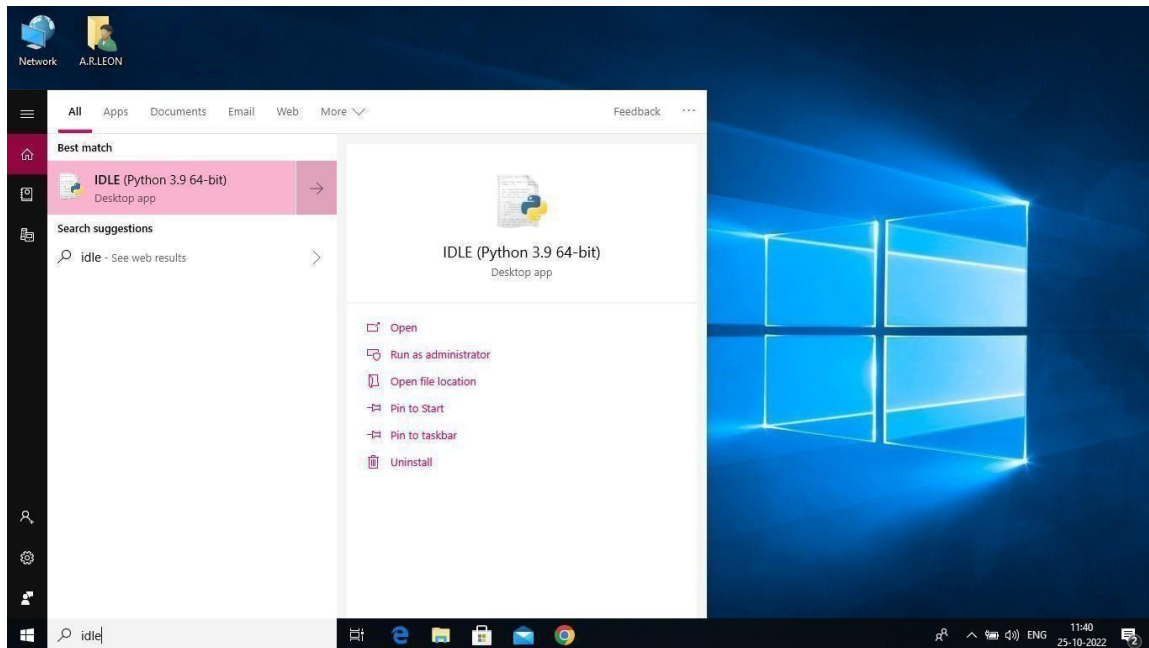 Network A.R.LEON
All Apps Documents Email Web More Feedback ...
Best match
IDLE (Python 3.9 64-bit)
Desktop app
Search suggestions
idle - See web results
IDLE (Python 3.9 64-bit)
Desktop app
Open
Run as administrator
Open file location
Pin to Start
Pin to taskbar
Uninstall
idle
ENG
11:40
25-10-2022
2